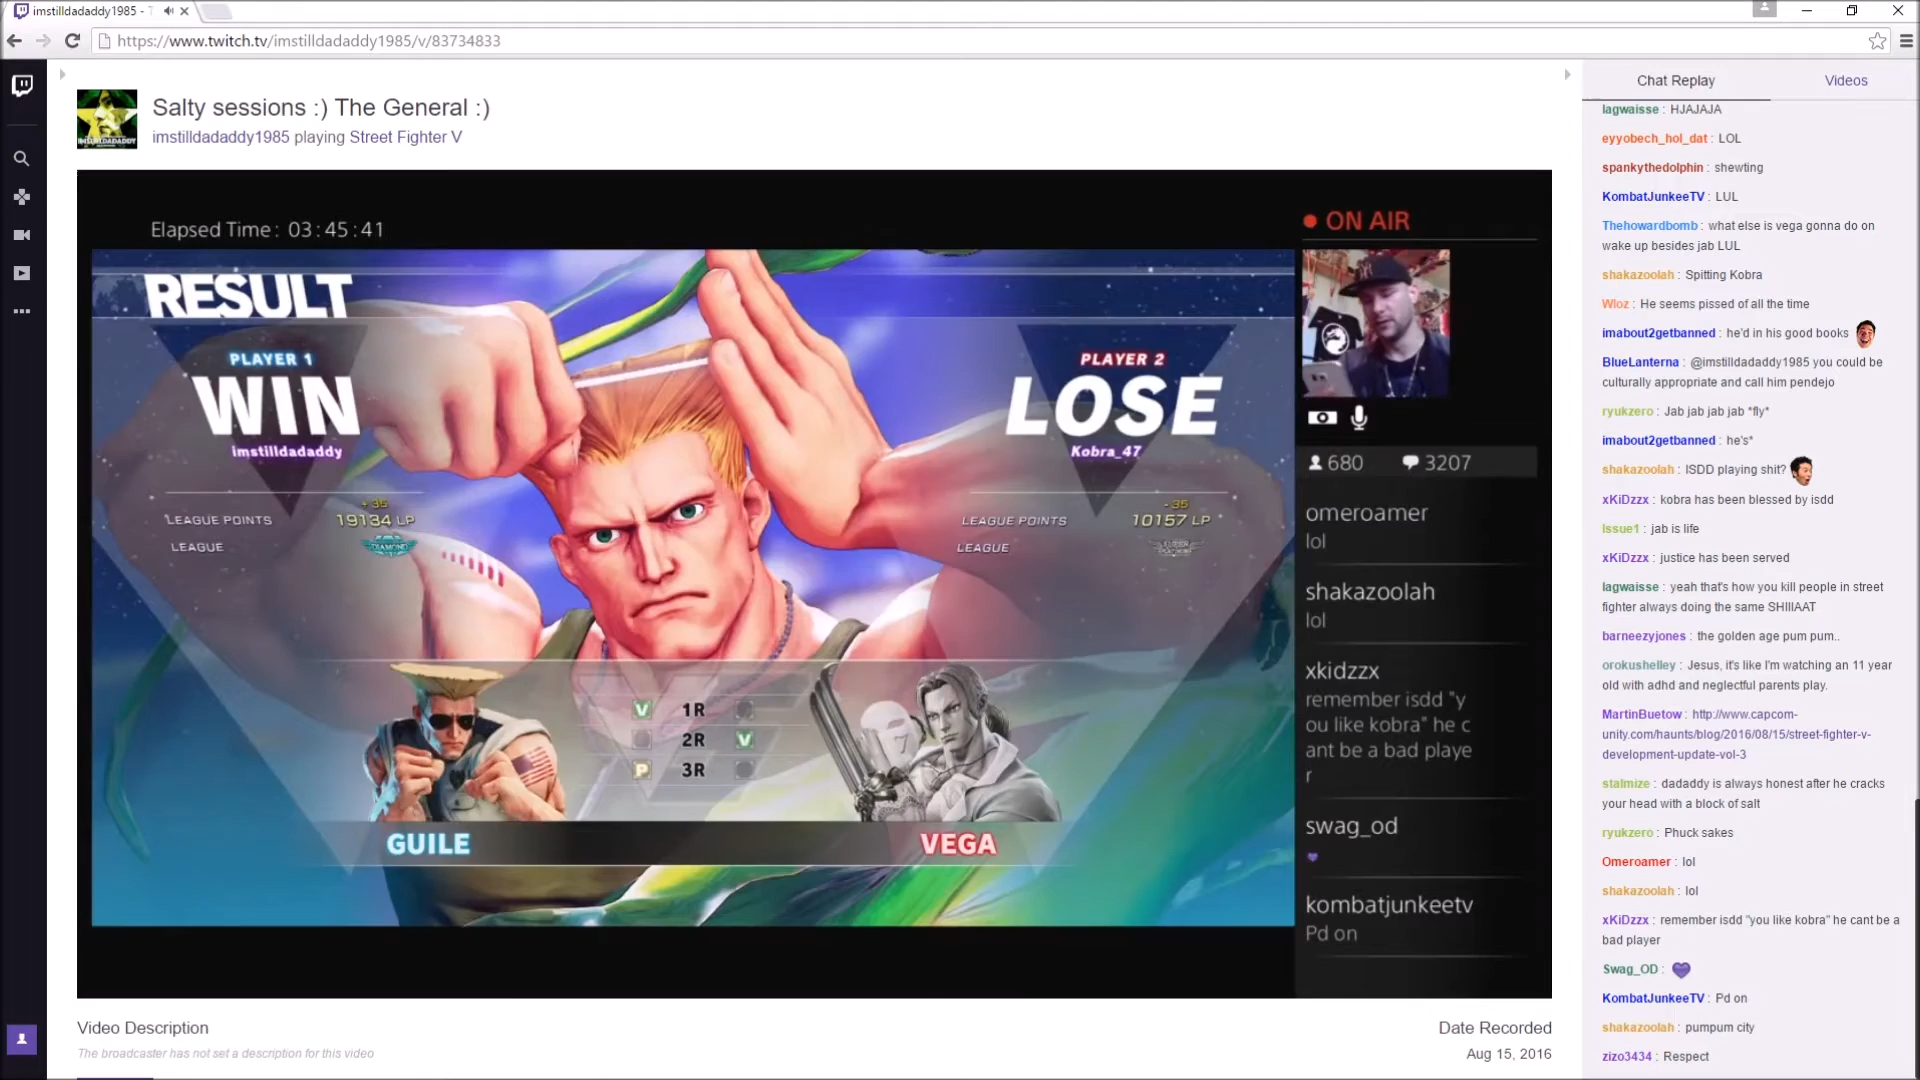 imstilldadaddy1985 - T
https://www.twitch.tv/imstilldadaddy1985/v/83734833
Salty sessions :) The General :)
imstilldadaddy1985 playing Street Fighter V
Elapsed Time: 03:45:41
ON AIR
RESULT
PLAYER 1
WIN
imstilldadaddy
+35
LEAGUE POINTS 19134 LP
LEAGUE DIAMOND
PLAYER 2
LOSE
Kobra_47
-35
LEAGUE POINTS 10157 LP
LEAGUE
V 1R
2R V
P 3R
GUILE
VEGA
680 3207
omeroamer
lol
shakazoolah
lol
xkidzzx
remember isdd "y
ou like kobra" he c
ant be a bad playe
r
swag_od
kombatjunkeetv
Pd on
Video Description
The broadcaster has not set a description for this video
Date Recorded
Aug 15, 2016
Chat Replay Videos
lagwaisse : HJAJAJA
eyyobech_hol_dat : LOL
spankythedolphin : shewting
KombatJunkeeTV : LUL
Thehowardbomb : what else is vega gonna do on
wake up besides jab LUL
shakazoolah : Spitting Kobra
Wloz : He seems pissed of all the time
imabout2getbanned : he'd in his good books
BlueLanterna : @imstilldadaddy1985 you could be
culturally appropriate and call him pendejo
ryukzero : Jab jab jab jab *fly*
imabout2getbanned : he's*
shakazoolah : ISDD playing shit?
xKiDzzx : kobra has been blessed by isdd
Issue1 : jab is life
xKiDzzx : justice has been served
lagwaisse : yeah that's how you kill people in street
fighter always doing the same SHIIIAAT
barneezyjones : the golden age pum pum..
orokushelley : Jesus, it's like I'm watching an 11 year
old with adhd and neglectful parents play.
MartinBuetow : http://www.capcom-
unity.com/haunts/blog/2016/08/15/street-fighter-v-
development-update-vol-3
stalmize : dadaddy is always honest after he cracks
your head with a block of salt
ryukzero : Phuck sakes
Omeroamer : lol
shakazoolah : lol
xKiDzzx : remember isdd "you like kobra" he cant be a
bad player
Swag_OD :
KombatJunkeeTV : Pd on
shakazoolah : pumpum city
zizo3434 : Respect